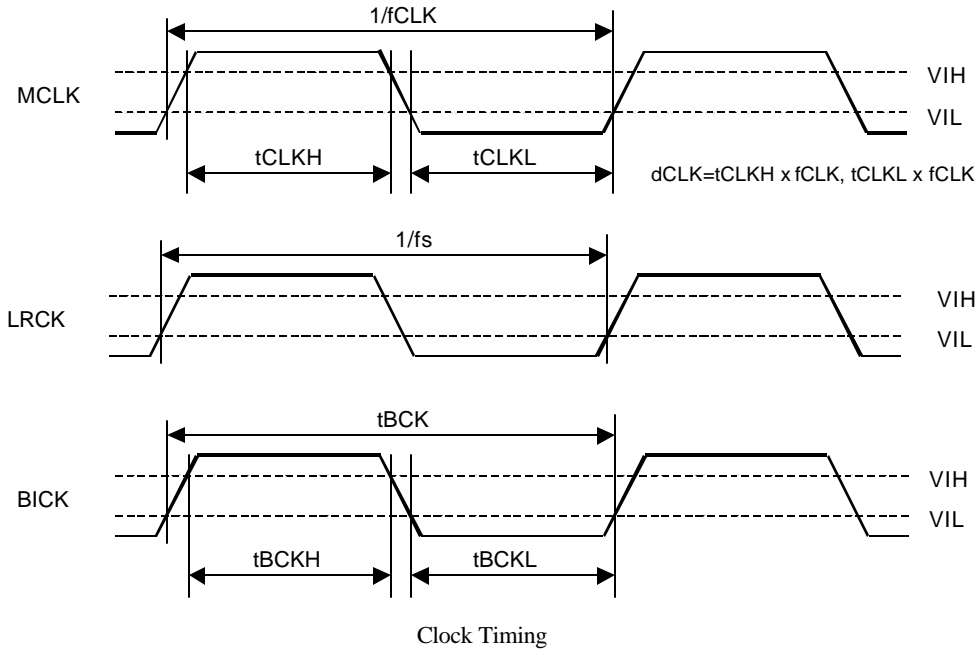 1/fCLK
MCLK
VIH
VIL
tCLKH
tCLKL
dCLK=tCLKH x fCLK, tCLKL x fCLK
1/fs
LRCK
VIH
VIL
tBCK
BICK
VIH
VIL
tBCKH
tBCKL
Clock Timing